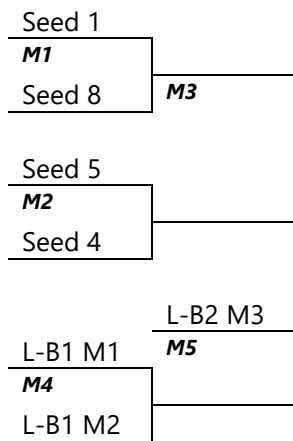 Seed 1
M1
Seed 8
M3
Seed 5
M2
Seed 4
L-B2 M3
L-B1 M1
M5
M4
L-B1 M2